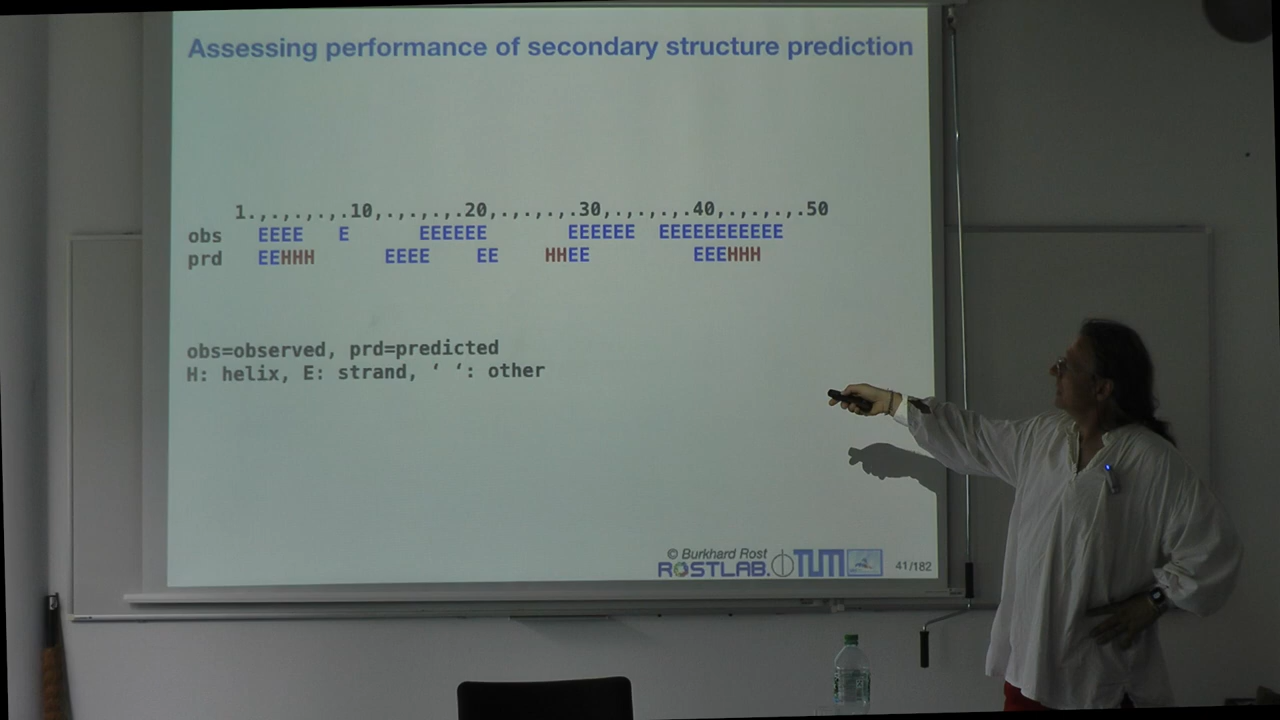 Assessing performance of secondary structure prediction
1.,.,.,.,.10,.,.,.,.20,.,.,.,.30,.,.,.,.40,.,.,.,.50
obs EEEE E EEEEEE EEEEEE EEEEEEEEEEE
prd EEHHH EEEE EE HHEE EEEHHH
obs=observed, prd=predicted
H: helix, E: strand, ‘ ‘: other
© Burkhard Rost
ROSTLAB. TUM
41/182